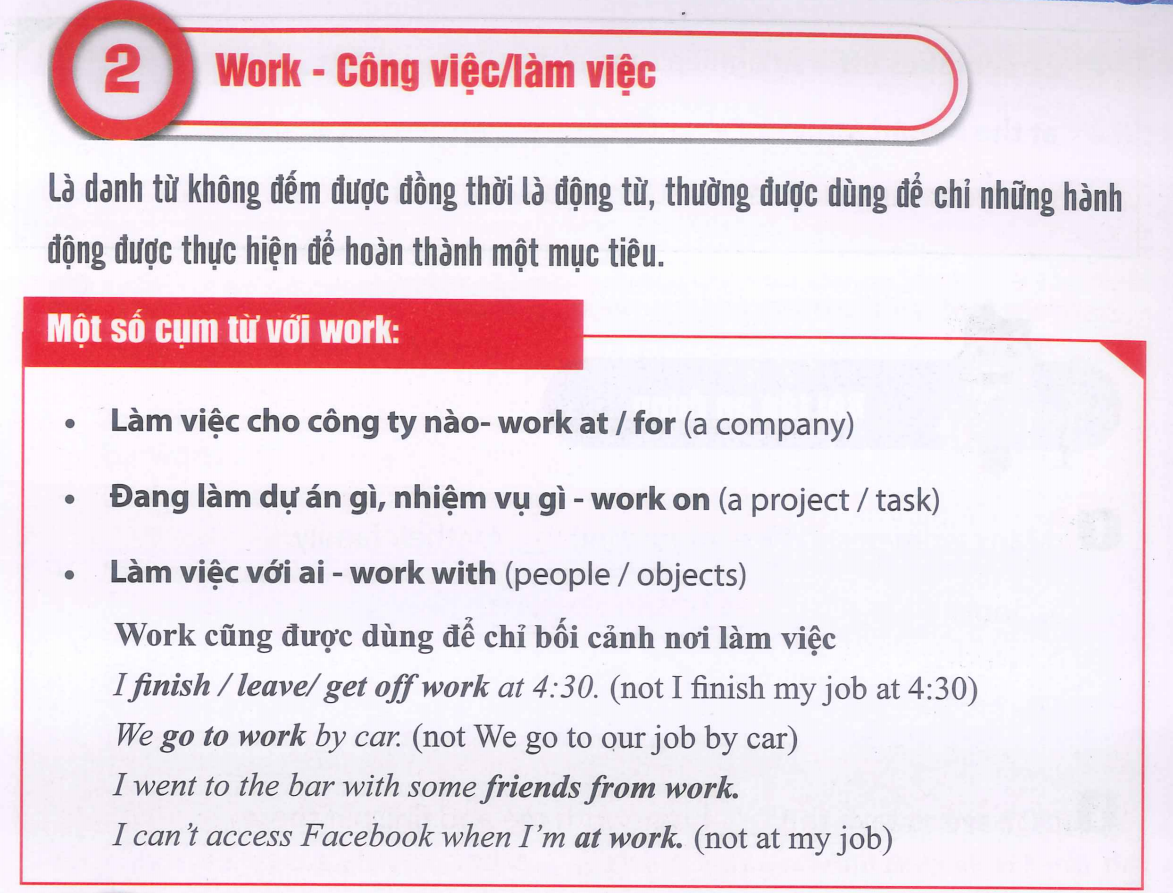 2
Work - Công việc/làm việc
Là danh từ không đếm được đồng thời là động từ, thường được dùng để chỉ những hành
động được thực hiện để hoàn thành một mục tiêu.
Một số cụm từ với work:
• Làm việc cho công ty nào- work at / for (a company)
• Đang làm dự án gì, nhiệm vụ gì - work on (a project / task)
• Làm việc với ai - work with (people / objects)
Work cũng được dùng để chỉ bối cảnh nơi làm việc
I finish / leave/ get off work at 4:30. (not I finish my job at 4:30)
We go to work by car. (not We go to our job by car)
I went to the bar with some friends from work.
I can't access Facebook when I'm at work. (not at my job)